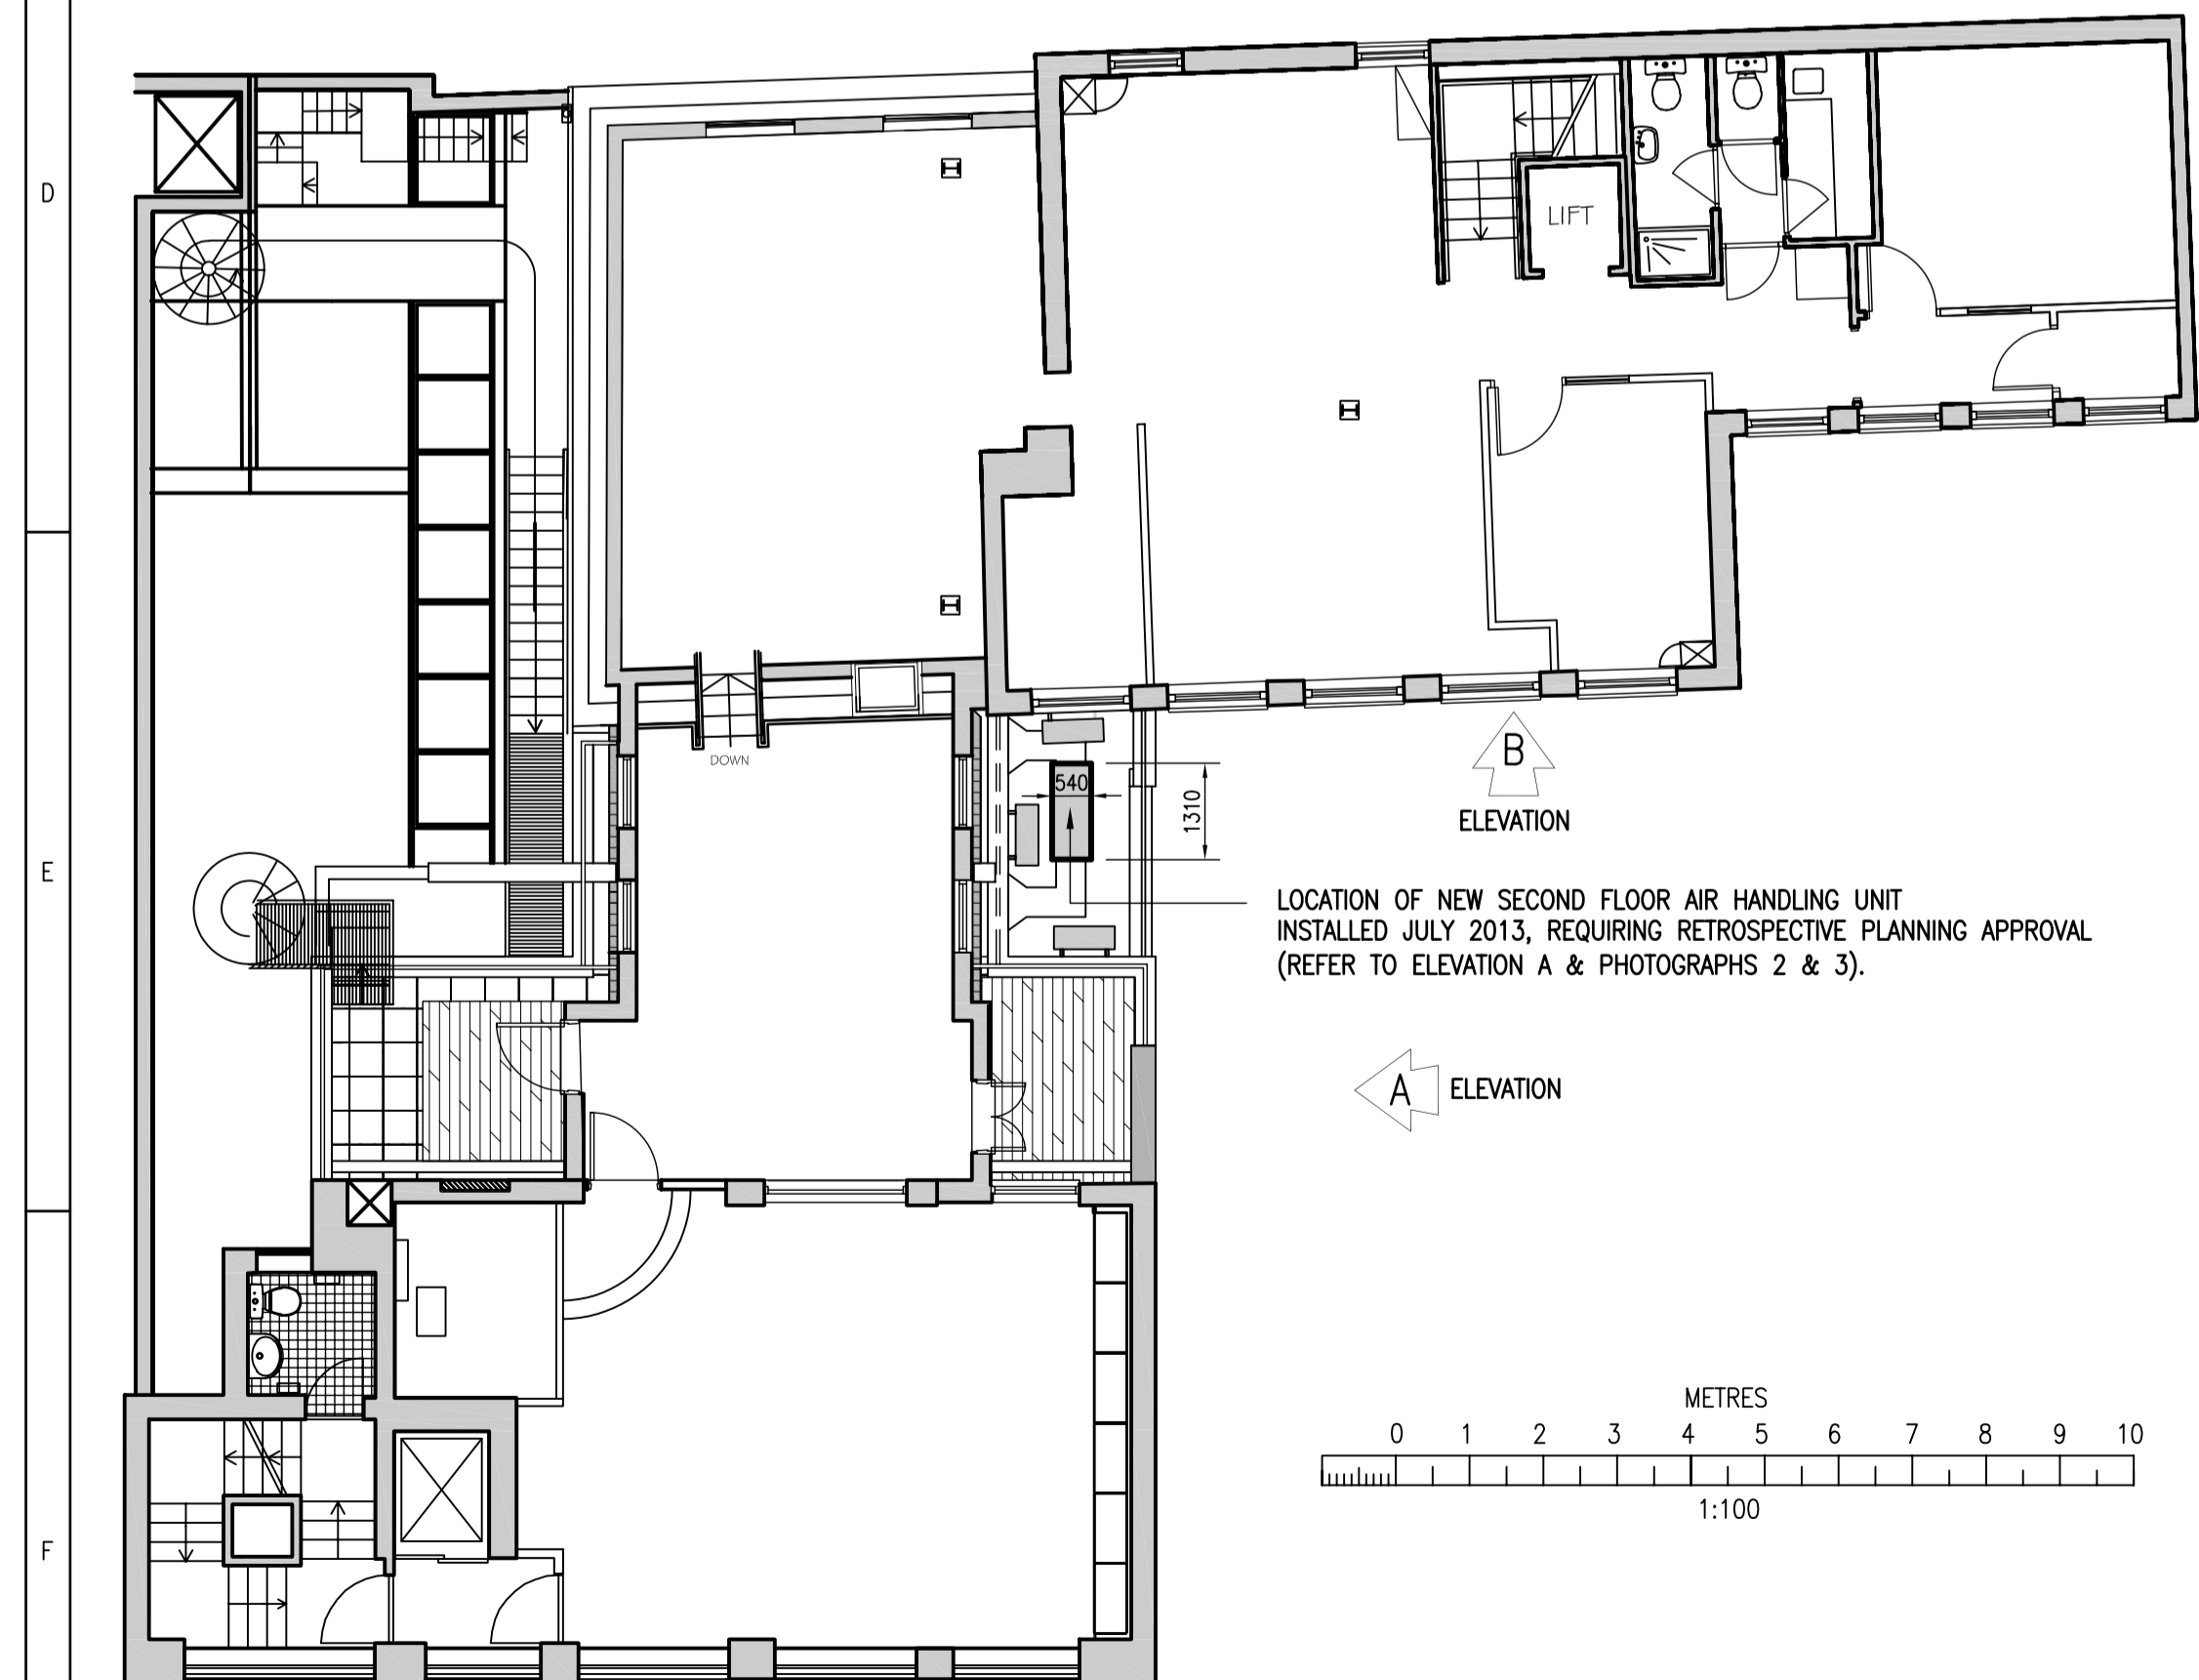 D
LIFT
DOWN
B
ELEVATION
540
1310
E
LOCATION OF NEW SECOND FLOOR AIR HANDLING UNIT
INSTALLED JULY 2013, REQUIRING RETROSPECTIVE PLANNING APPROVAL
(REFER TO ELEVATION A & PHOTOGRAPHS 2 & 3).
A ELEVATION
METRES
0 1 2 3 4 5 6 7 8 9 10
1:100
F